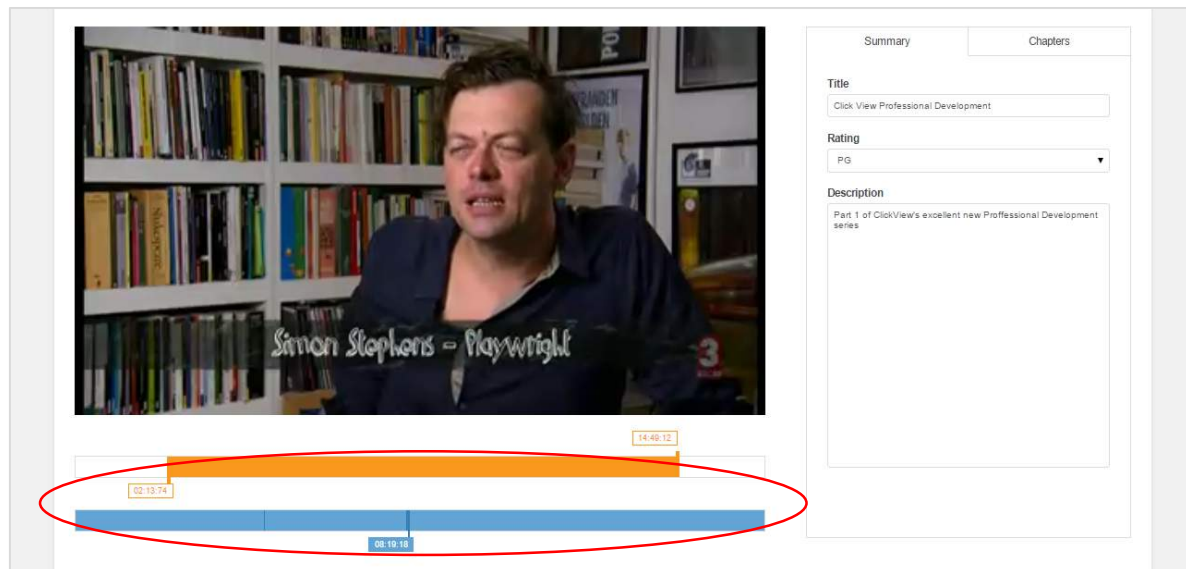 Summary
Chapters
Title
Click View Professional Development
Rating
PG
Description
Part 1 of ClickView's excellent new Proffessional Development
series
Simon Stephens - Playwright
3
14:49:12
02:13:74
08:19:18